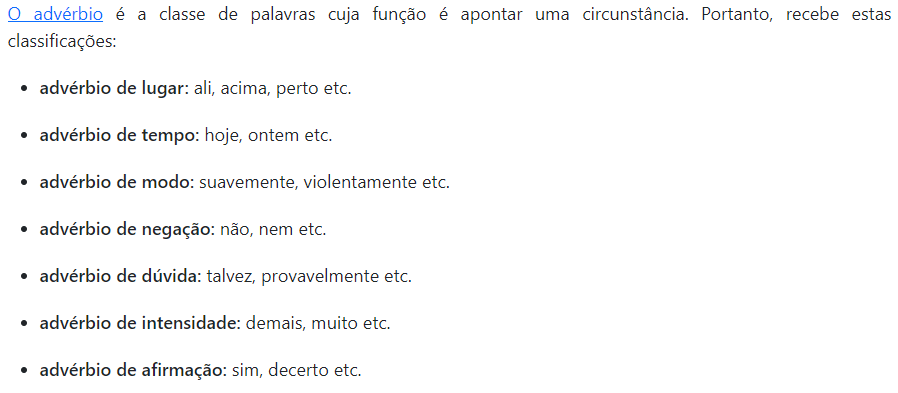 O advérbio é a classe de palavras cuja função é apontar uma circunstância. Portanto, recebe estas
classificações:
• advérbio de lugar: ali, acima, perto etc.
• advérbio de tempo: hoje, ontem etc.
• advérbio de modo: suavemente, violentamente etc.
• advérbio de negação: não, nem etc.
• advérbio de dúvida: talvez, provavelmente etc.
• advérbio de intensidade: demais, muito etc.
• advérbio de afirmação: sim, decerto etc.